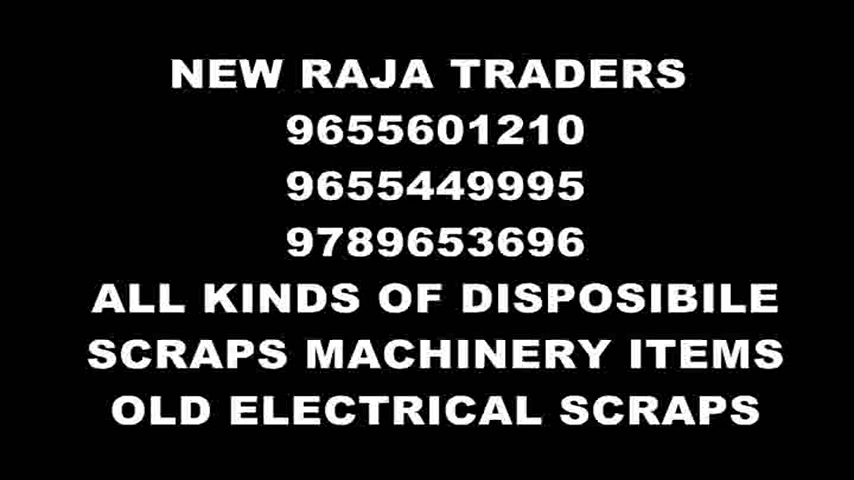 NEW RAJA TRADERS
9655601210
9655449995
9789653696
ALL KINDS OF DISPOSIBILE
SCRAPS MACHINERY ITEMS
OLD ELECTRICAL SCRAPS